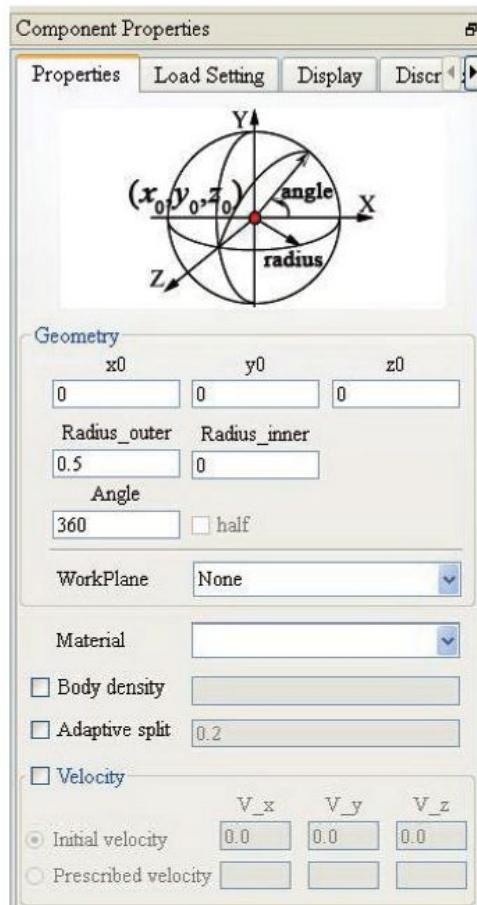 Component Properties
Properties Load Setting Display Discr
Y
(x0,y0,z0) angle X
Z radius
Geometry
x0 y0 z0
0 0 0
Radius_outer Radius_inner
0.5 0
Angle
360 half
WorkPlane None
Material
Body density
Adaptive split 0.2
Velocity
V_x V_y V_z
Initial velocity 0.0 0.0 0.0
Prescribed velocity